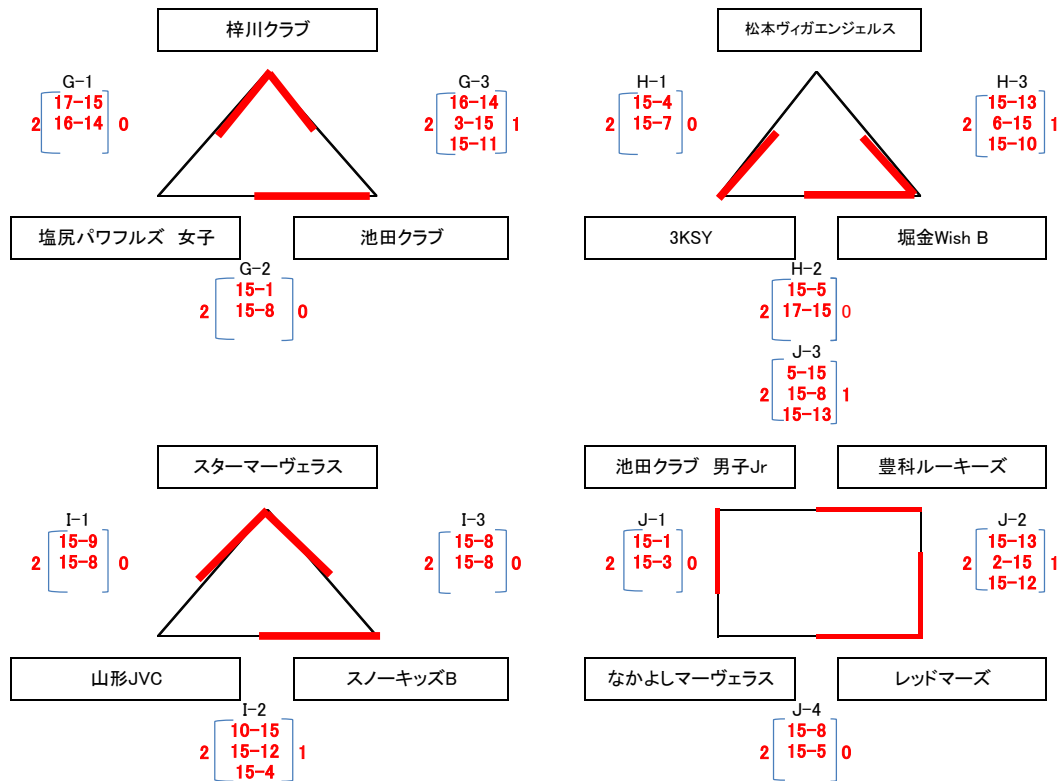 梓川クラブ
G-1
17-15
2 16-14 0
G-3
16-14
2 3-15 1
15-11
塩尻パワフルズ 女子
池田クラブ
G-2
15-1
2 15-8 0
松本ヴィガエンジェルス
H-1
15-4
2 15-7 0
H-3
15-13
2 6-15 1
15-10
3KSY
堀金Wish B
H-2
15-5
2 17-15 0
J-3
5-15
2 15-8 1
15-13
スターマーヴェラス
I-1
15-9
2 15-8 0
I-3
15-8
2 15-8 0
山形JVC
スノーキッズB
I-2
10-15
2 15-12 1
15-4
池田クラブ 男子Jr
豊科ルーキーズ
J-1
15-1
2 15-3 0
J-2
15-13
2 2-15 1
15-12
なかよしマーヴェラス
レッドマーズ
J-4
15-8
2 15-5 0